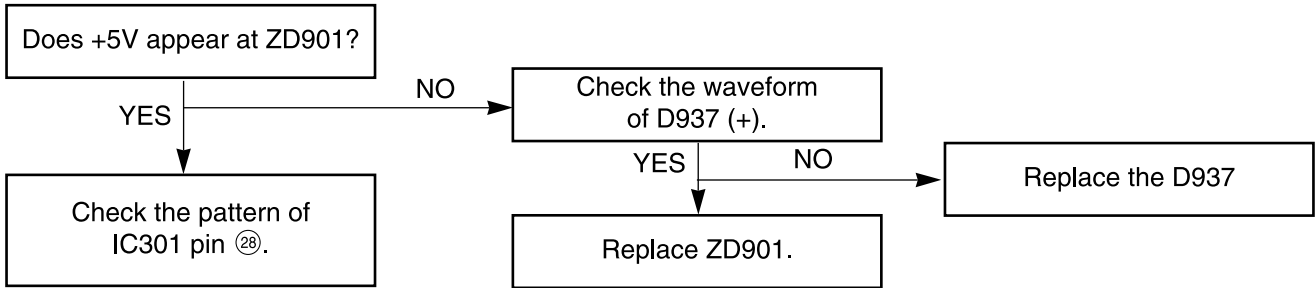 Does +5V appear at ZD901?
NO
YES
Check the waveform
of D937 (+).
YES
NO
Replace the D937
Check the pattern of
IC301 pin ㉘.
Replace ZD901.